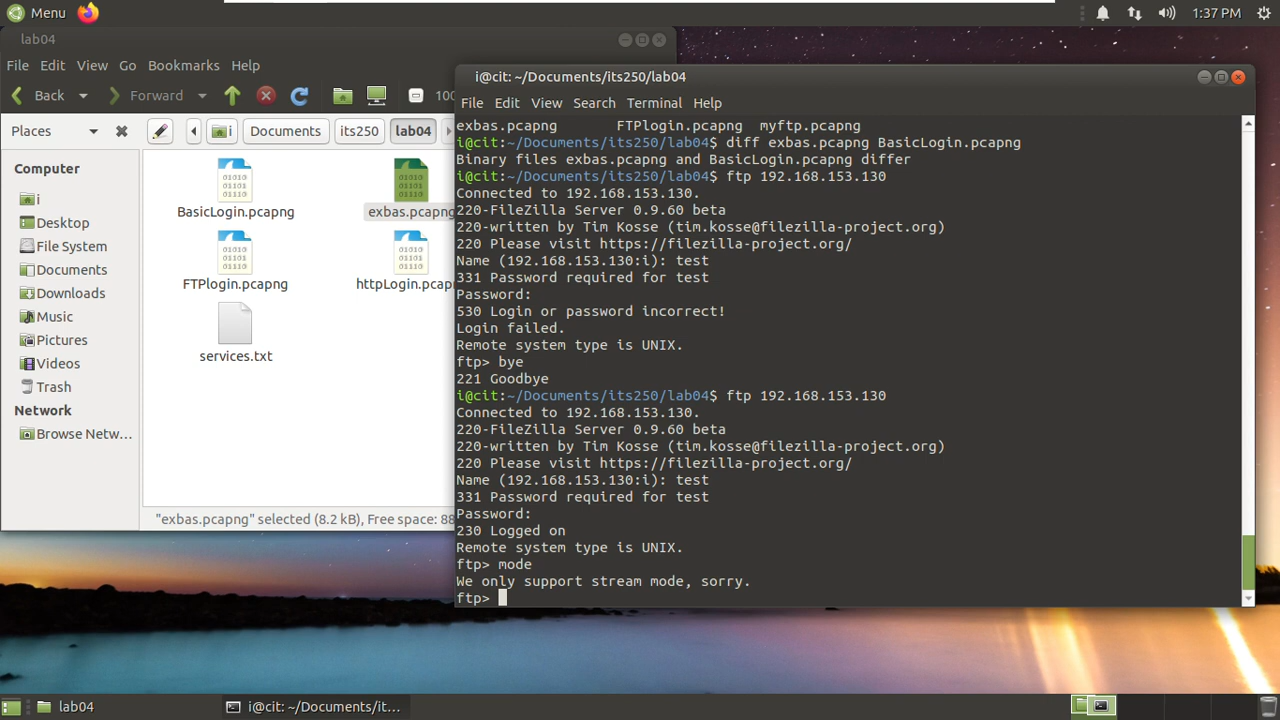 Menu
1:37 PM
lab04
File Edit View Go Bookmarks Help
Back Forward 100
Places
i Documents its250 lab04
Computer
i
Desktop
File System
Documents
Downloads
Music
Pictures
Videos
Trash
Network
Browse Netw…
BasicLogin.pcapng
exbas.pcapng
FTPlogin.pcapng
httpLogin.pcapn
services.txt
"exbas.pcapng" selected (8.2 kB), Free space: 88
i@cit: ~/Documents/its250/lab04
File Edit View Search Terminal Help
exbas.pcapng FTPlogin.pcapng myftp.pcapng
i@cit:~/Documents/its250/lab04$ diff exbas.pcapng BasicLogin.pcapng
Binary files exbas.pcapng and BasicLogin.pcapng differ
i@cit:~/Documents/its250/lab04$ ftp 192.168.153.130
Connected to 192.168.153.130.
220-FileZilla Server 0.9.60 beta
220-written by Tim Kosse (tim.kosse@filezilla-project.org)
220 Please visit https://filezilla-project.org/
Name (192.168.153.130:i): test
331 Password required for test
Password:
530 Login or password incorrect!
Login failed.
Remote system type is UNIX.
ftp> bye
221 Goodbye
i@cit:~/Documents/its250/lab04$ ftp 192.168.153.130
Connected to 192.168.153.130.
220-FileZilla Server 0.9.60 beta
220-written by Tim Kosse (tim.kosse@filezilla-project.org)
220 Please visit https://filezilla-project.org/
Name (192.168.153.130:i): test
331 Password required for test
Password:
230 Logged on
Remote system type is UNIX.
ftp> mode
We only support stream mode, sorry.
ftp>
lab04
i@cit: ~/Documents/it…